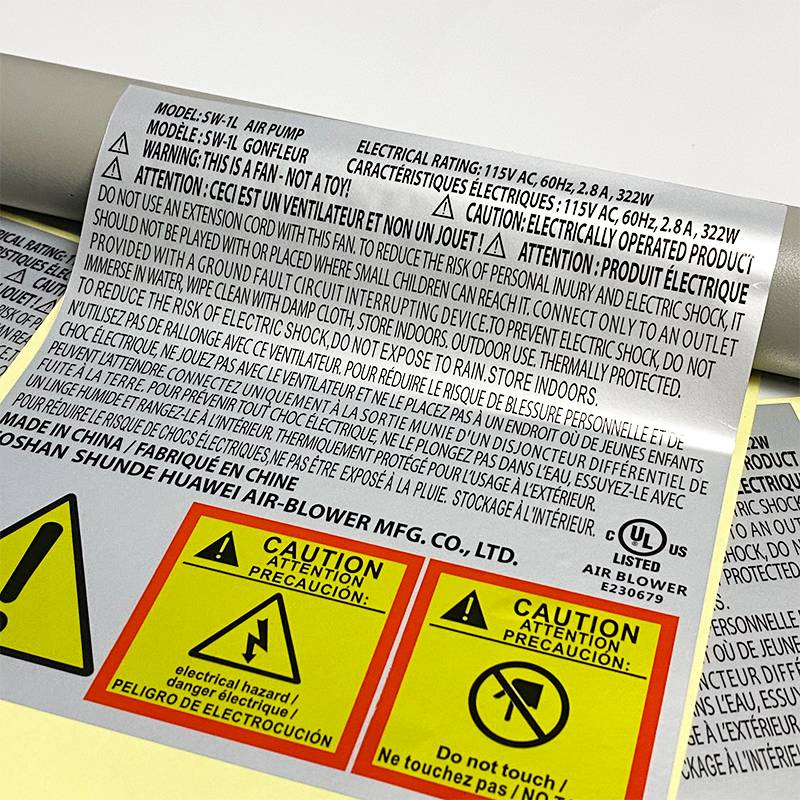 MODEL: SW-1L AIR PUMP
MODÈLE : SW-1L GONFLEUR
ELECTRICAL RATING: 115V AC, 60Hz, 2.8 A, 322W
CARACTÉRISTIQUES ÉLECTRIQUES : 115V AC, 60Hz, 2.8 A, 322W
WARNING: THIS IS A FAN - NOT A TOY!
CAUTION: ELECTRICALLY OPERATED PRODUCT
ATTENTION : CECI EST UN VENTILATEUR ET NON UN JOUET !
ATTENTION : PRODUIT ÉLECTRIQUE
DO NOT USE AN EXTENSION CORD WITH THIS FAN. TO REDUCE THE RISK OF PERSONAL INJURY AND ELECTRIC SHOCK, IT
SHOULD NOT BE PLAYED WITH OR PLACED WHERE SMALL CHILDREN CAN REACH IT. CONNECT ONLY TO AN OUTLET
PROVIDED WITH A GROUND FAULT CIRCUIT INTERRUPTING DEVICE.TO PREVENT ELECTRIC SHOCK, DO NOT
IMMERSE IN WATER, WIPE CLEAN WITH DAMP CLOTH, STORE INDOORS. OUTDOOR USE. THERMALLY PROTECTED.
TO REDUCE THE RISK OF ELECTRIC SHOCK, DO NOT EXPOSE TO RAIN. STORE INDOORS.
N'UTILISEZ PAS DE RALLONGE AVEC CE VENTILATEUR. POUR RÉDUIRE LE RISQUE DE BLESSURE PERSONNELLE ET DE
CHOC ÉLECTRIQUE, NE JOUEZ PAS AVEC LE VENTILATEUR ET NE LE PLACEZ PAS À UN ENDROIT OÙ DE JEUNES ENFANTS
PEUVENT L'ATTEINDRE. CONNECTEZ UNIQUEMENT À LA SORTIE MUNIE D'UN DISJONCTEUR DIFFÉRENTIEL DE
FUITE À LA TERRE. POUR PRÉVENIR TOUT CHOC ÉLECTRIQUE, NE LE PLONGEZ PAS DANS L'EAU, ESSUYEZ-LE AVEC
UN LINGE HUMIDE ET RANGEZ-LE À L'INTÉRIEUR. THERMIQUEMENT PROTÉGÉ POUR L'USAGE À L'EXTÉRIEUR.
POUR RÉDUIRE LE RISQUE DE CHOCS ÉLECTRIQUES, NE PAS ÊTRE EXPOSÉ À LA PLUIE. STOCKAGE À L'INTÉRIEUR.
MADE IN CHINA / FABRIQUÉ EN CHINE
OSHAN SHUNDE HUAWEI AIR-BLOWER MFG. CO., LTD.
C UL US
LISTED
AIR BLOWER
E230679
CAUTION
ATTENTION
PRECAUCIÓN:
electrical hazard /
danger électrique /
PELIGRO DE ELECTROCUCIÓN
CAUTION
ATTENTION
PRECAUCIÓN:
Do not touch /
Ne touchez pas /